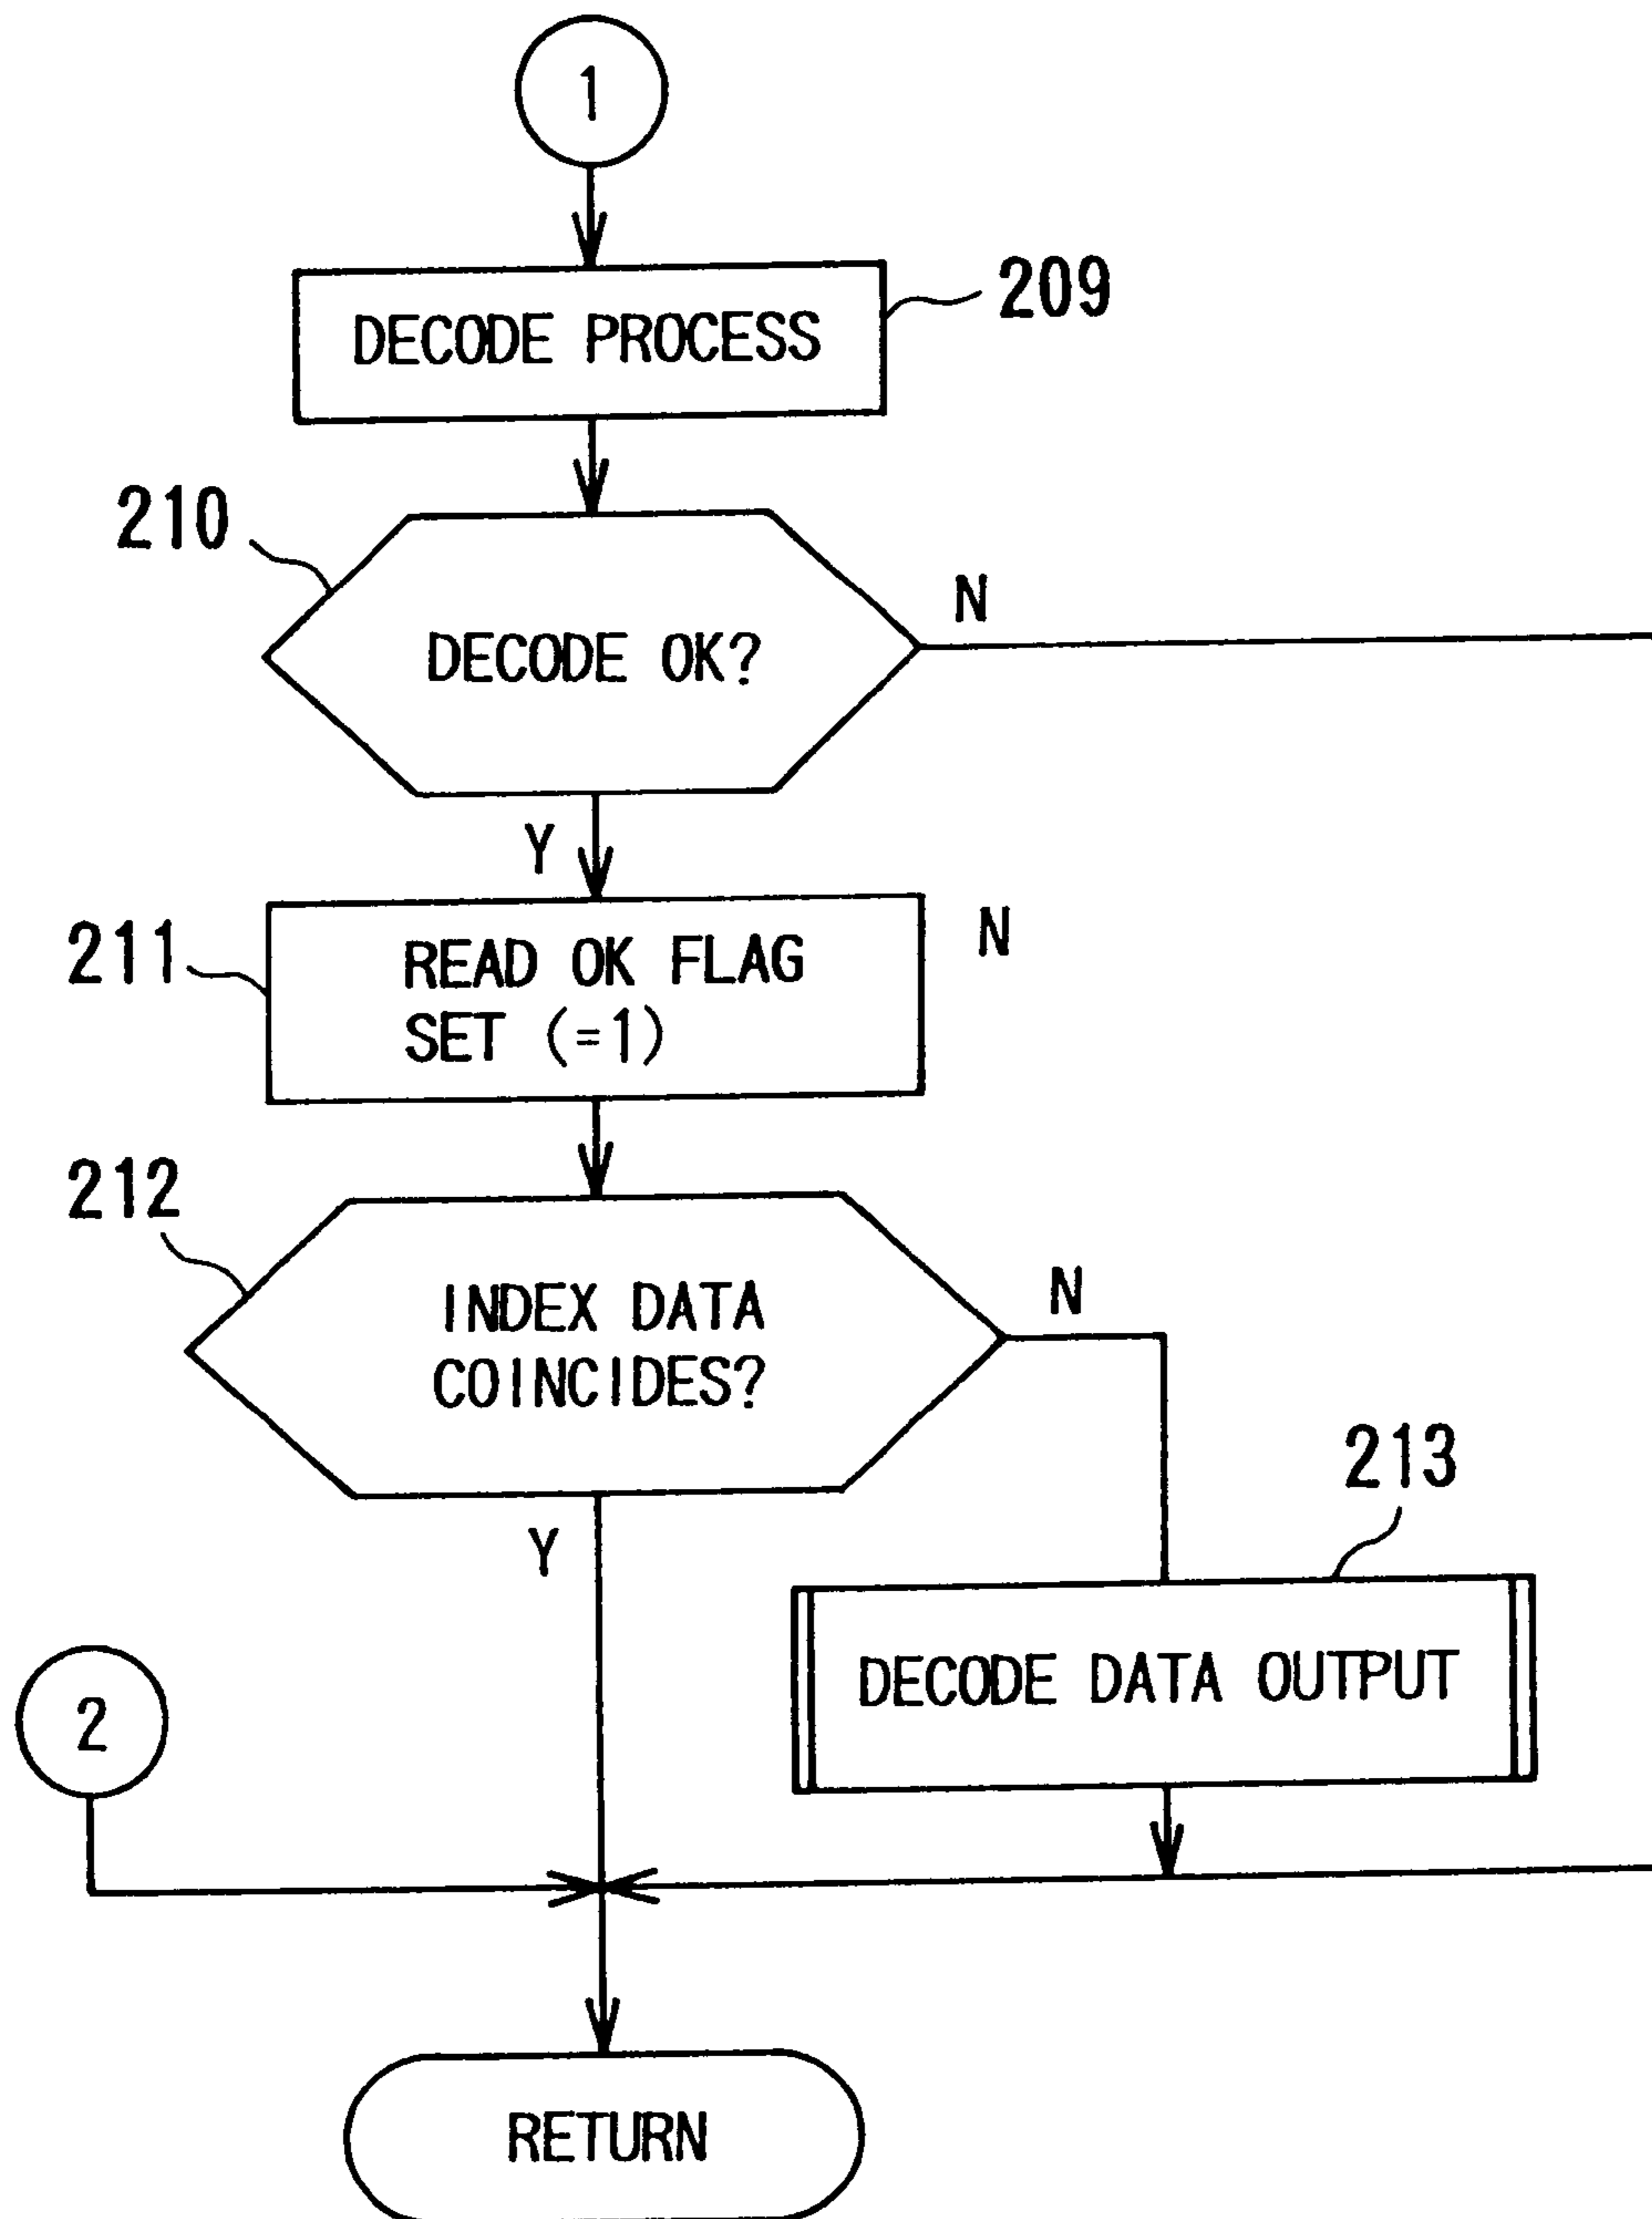 1
DECODE PROCESS
209
210
DECODE OK?
N
Y
211
READ OK FLAG
SET (=1)
N
212
INDEX DATA
COINCIDES?
N
Y
213
DECODE DATA OUTPUT
2
RETURN